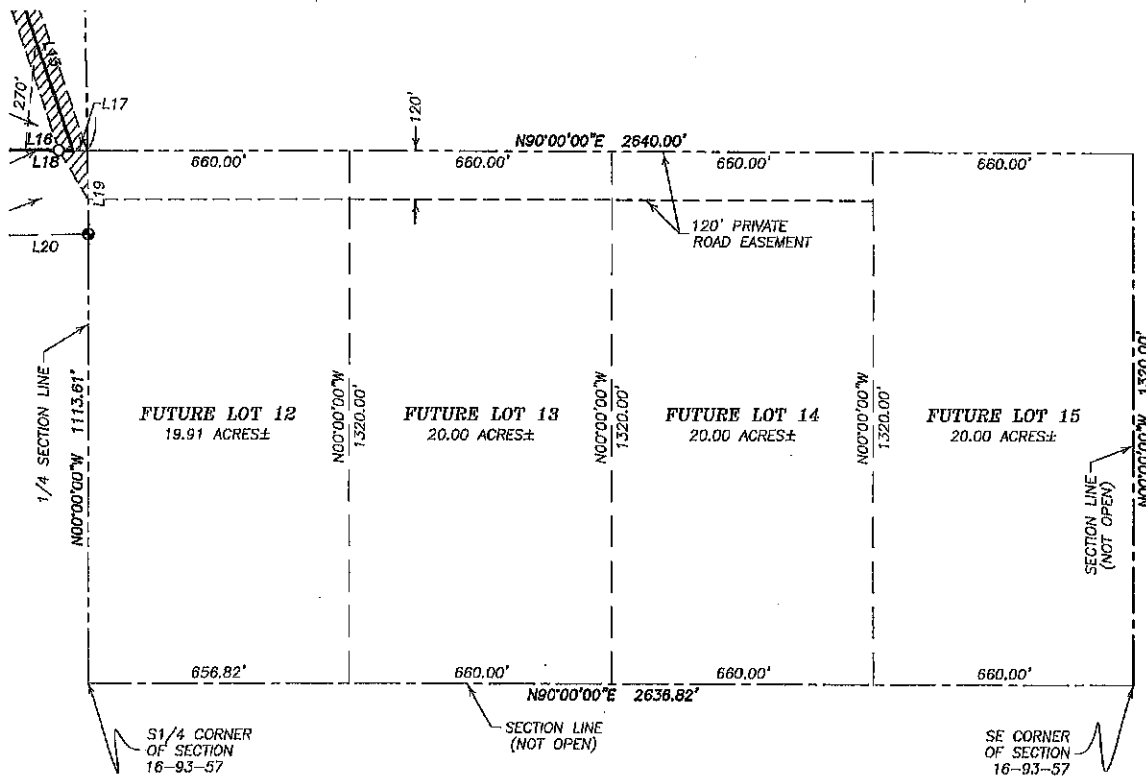 L15
270'
L17
L16
L18
120'
N90°00'00"E 2640.00'
660.00'
660.00'
660.00'
660.00'
L19
L20
120' PRIVATE
ROAD EASEMENT
1/4 SECTION LINE
N00°00'00"W 1113.61'
N00°00'00"W
1320.00'
N00°00'00"W
1320.00'
N00°00'00"W
1320.00'
N00°00'00"W 1320.00'
SECTION LINE
(NOT OPEN)
FUTURE LOT 12
19.91 ACRES±
FUTURE LOT 13
20.00 ACRES±
FUTURE LOT 14
20.00 ACRES±
FUTURE LOT 15
20.00 ACRES±
656.82'
660.00'
660.00'
660.00'
N90°00'00"E 2636.82'
S1/4 CORNER
OF SECTION
16-93-57
SECTION LINE
(NOT OPEN)
SE CORNER
OF SECTION
16-93-57